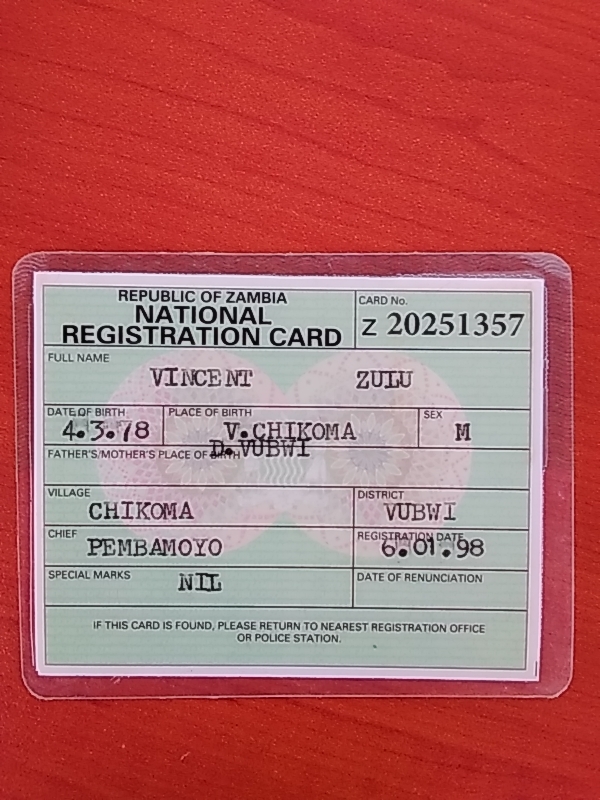 REPUBLIC OF ZAMBIA
NATIONAL
REGISTRATION CARD
CARD No.
Z 20251357
FULL NAME
VINCENT ZULU
DATE OF BIRTH
4.3.78
PLACE OF BIRTH
V.CHIKOMA
D.VUBWI
SEX
M
FATHER'S/MOTHER'S PLACE OF BIRTH
VILLAGE
CHIKOMA
DISTRICT
VUBWI
CHIEF
PEMBAMOYO
REGISTRATION DATE
6.01.98
SPECIAL MARKS
NIL
DATE OF RENUNCIATION
IF THIS CARD IS FOUND, PLEASE RETURN TO NEAREST REGISTRATION OFFICE
OR POLICE STATION.